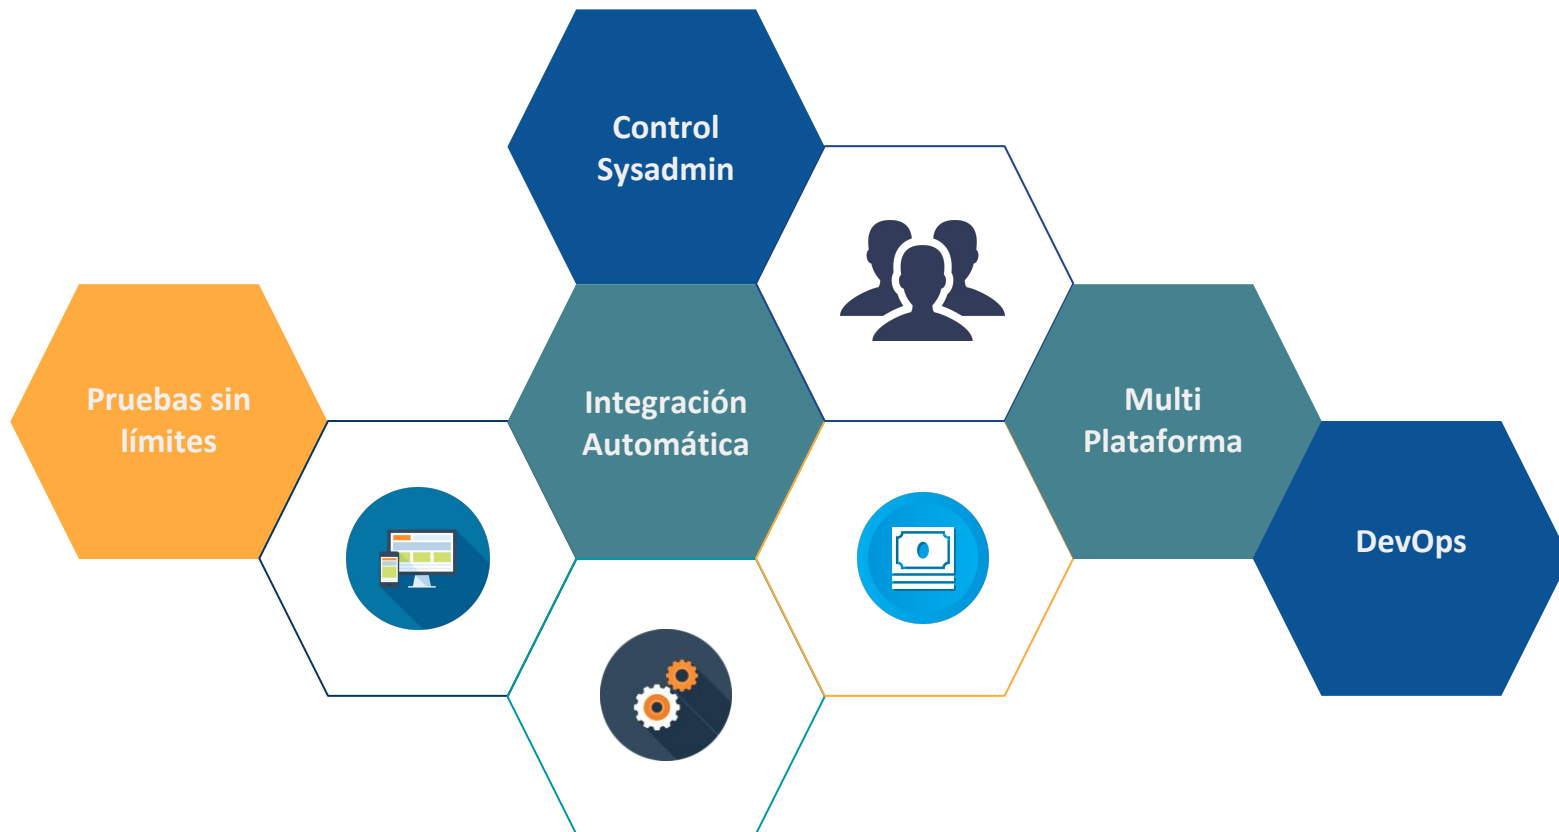 Control
Sysadmin
Pruebas sin
límites
Integración
Automática
Multi
Plataforma
DevOps